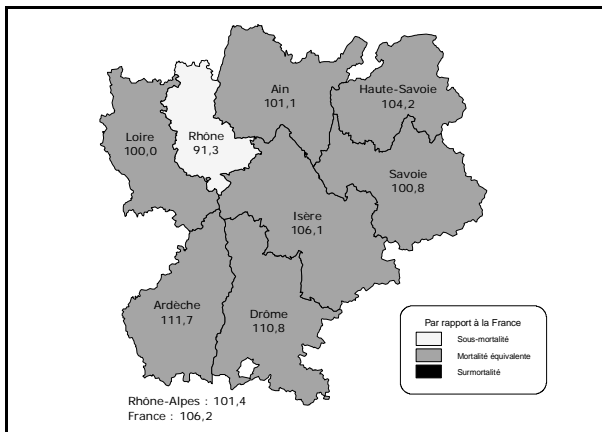 Ain
101,1
Haute-Savoie
104,2
Loire
100,0
Rhône
91,3
Savoie
100,8
Isère
106,1
Ardèche
111,7
Drôme
110,8
Par rapport à la France
Sous-mortalité
Mortalité équivalente
Surmortalité
Rhône-Alpes : 101,4
France : 106,2